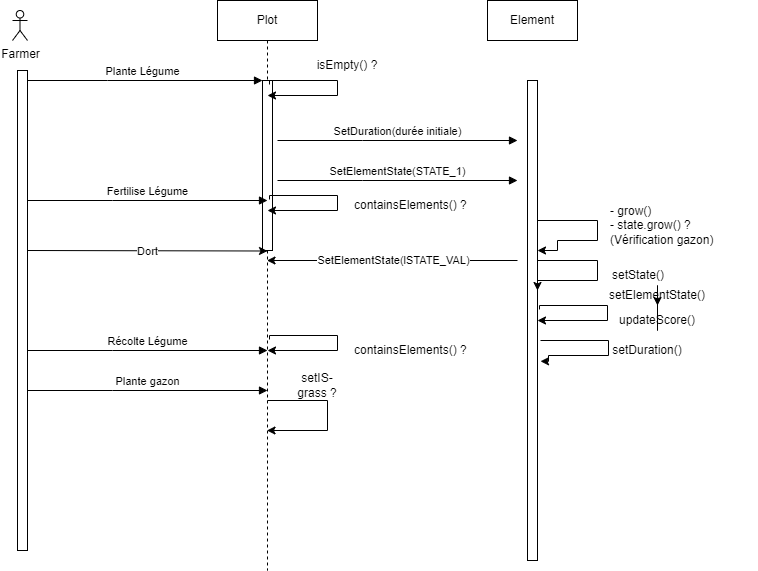 Plot
Element
Farmer
isEmpty() ?
Plante Légume
SetDuration(durée initiale)
SetElementState(STATE_1)
Fertilise Légume
containsElements() ?
- grow()
- state.grow() ?
(Vérification gazon)
Dort
SetElementState(ISTATE_VAL)
setState()
setElementState()
updateScore()
Récolte Légume
containsElements() ?
setDuration()
Plante gazon
setIS-
grass ?